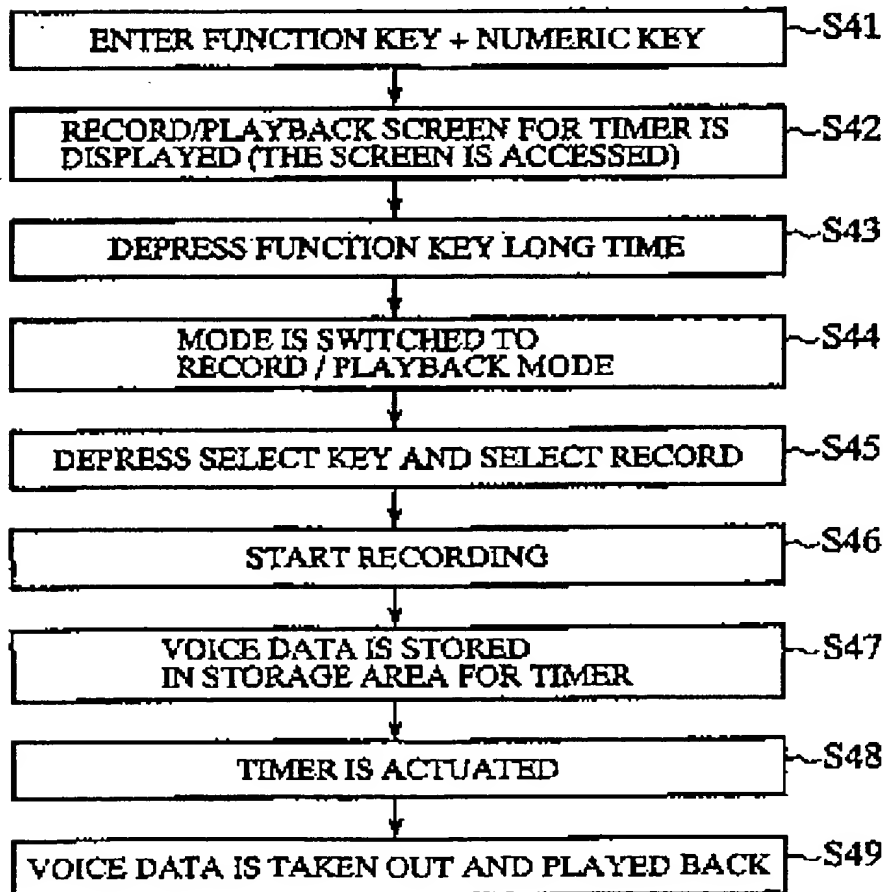 ENTER FUNCTION KEY + NUMERIC KEY
S41
RECORD/PLAYBACK SCREEN FOR TIMER IS
DISPLAYED (THE SCREEN IS ACCESSED)
S42
DEPRESS FUNCTION KEY LONG TIME
S43
MODE IS SWITCHED TO
RECORD / PLAYBACK MODE
S44
DEPRESS SELECT KEY AND SELECT RECORD
S45
START RECORDING
S46
VOICE DATA IS STORED
IN STORAGE AREA FOR TIMER
S47
TIMER IS ACTUATED
S48
VOICE DATA IS TAKEN OUT AND PLAYED BACK
S49